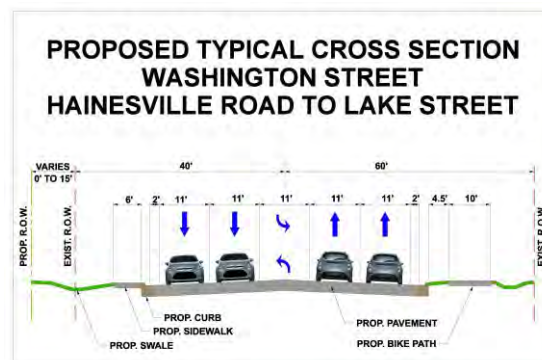 PROPOSED TYPICAL CROSS SECTION
WASHINGTON STREET
HAINESVILLE ROAD TO LAKE STREET
VARIES
0' TO 15'
40'
60'
6'
2'
11'
11'
11'
11'
11'
2'
4.5'
10'
PROP. R.O.W.
EXIST. R.O.W.
EXIST. R.O.W.
PROP. CURB
PROP. SIDEWALK
PROP. SWALE
PROP. PAVEMENT
PROP. BIKE PATH